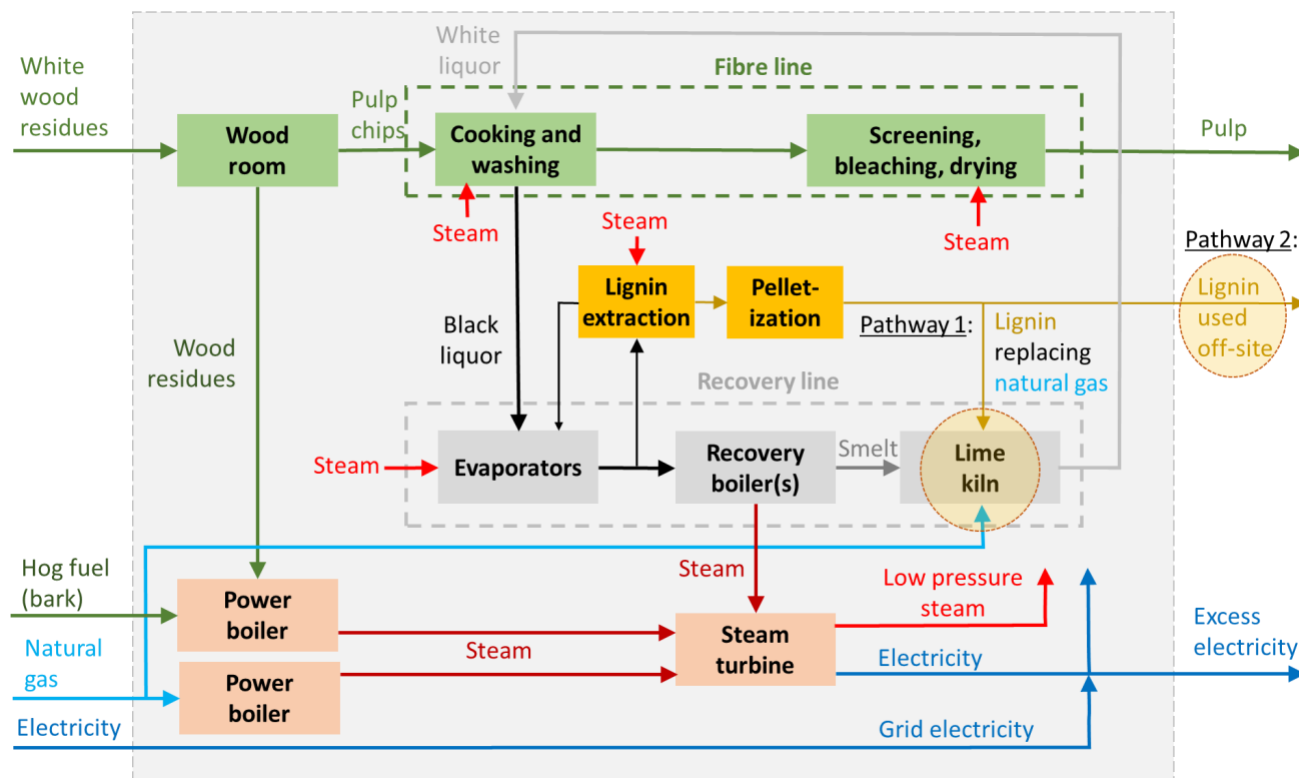 White
liquor
White
wood
residues
Fibre line
Pulp
chips
Wood
room
Cooking and
washing
Screening,
bleaching, drying
Pulp
Steam
Steam
Steam
Pathway 2:
Lignin
extraction
Pellet-
ization
Lignin
used
off-site
Pathway 1:
Lignin
replacing
natural gas
Black
liquor
Wood
residues
Recovery line
Steam
Evaporators
Recovery
boiler(s)
Smelt
Lime
kiln
Hog fuel
(bark)
Power
boiler
Steam
Low pressure
steam
Steam
Steam
turbine
Electricity
Excess
electricity
Natural
gas
Power
boiler
Electricity
Grid electricity